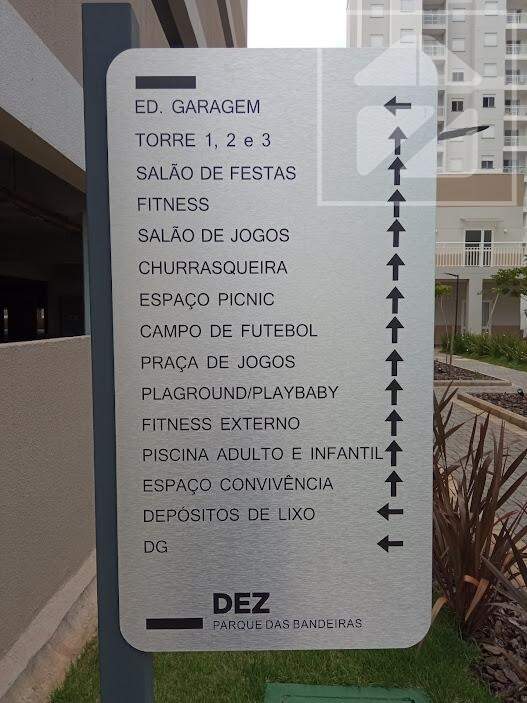 ED. GARAGEM ←
TORRE 1, 2 e 3 ↑
SALÃO DE FESTAS ↑
FITNESS ↑
SALÃO DE JOGOS ↑
CHURRASQUEIRA ↑
ESPAÇO PICNIC ↑
CAMPO DE FUTEBOL ↑
PRAÇA DE JOGOS ↑
PLAGROUND/PLAYBABY ↑
FITNESS EXTERNO ↑
PISCINA ADULTO E INFANTIL ↑
ESPAÇO CONVIVÊNCIA ↑
DEPÓSITOS DE LIXO ←
DG ←
DEZ
PARQUE DAS BANDEIRAS